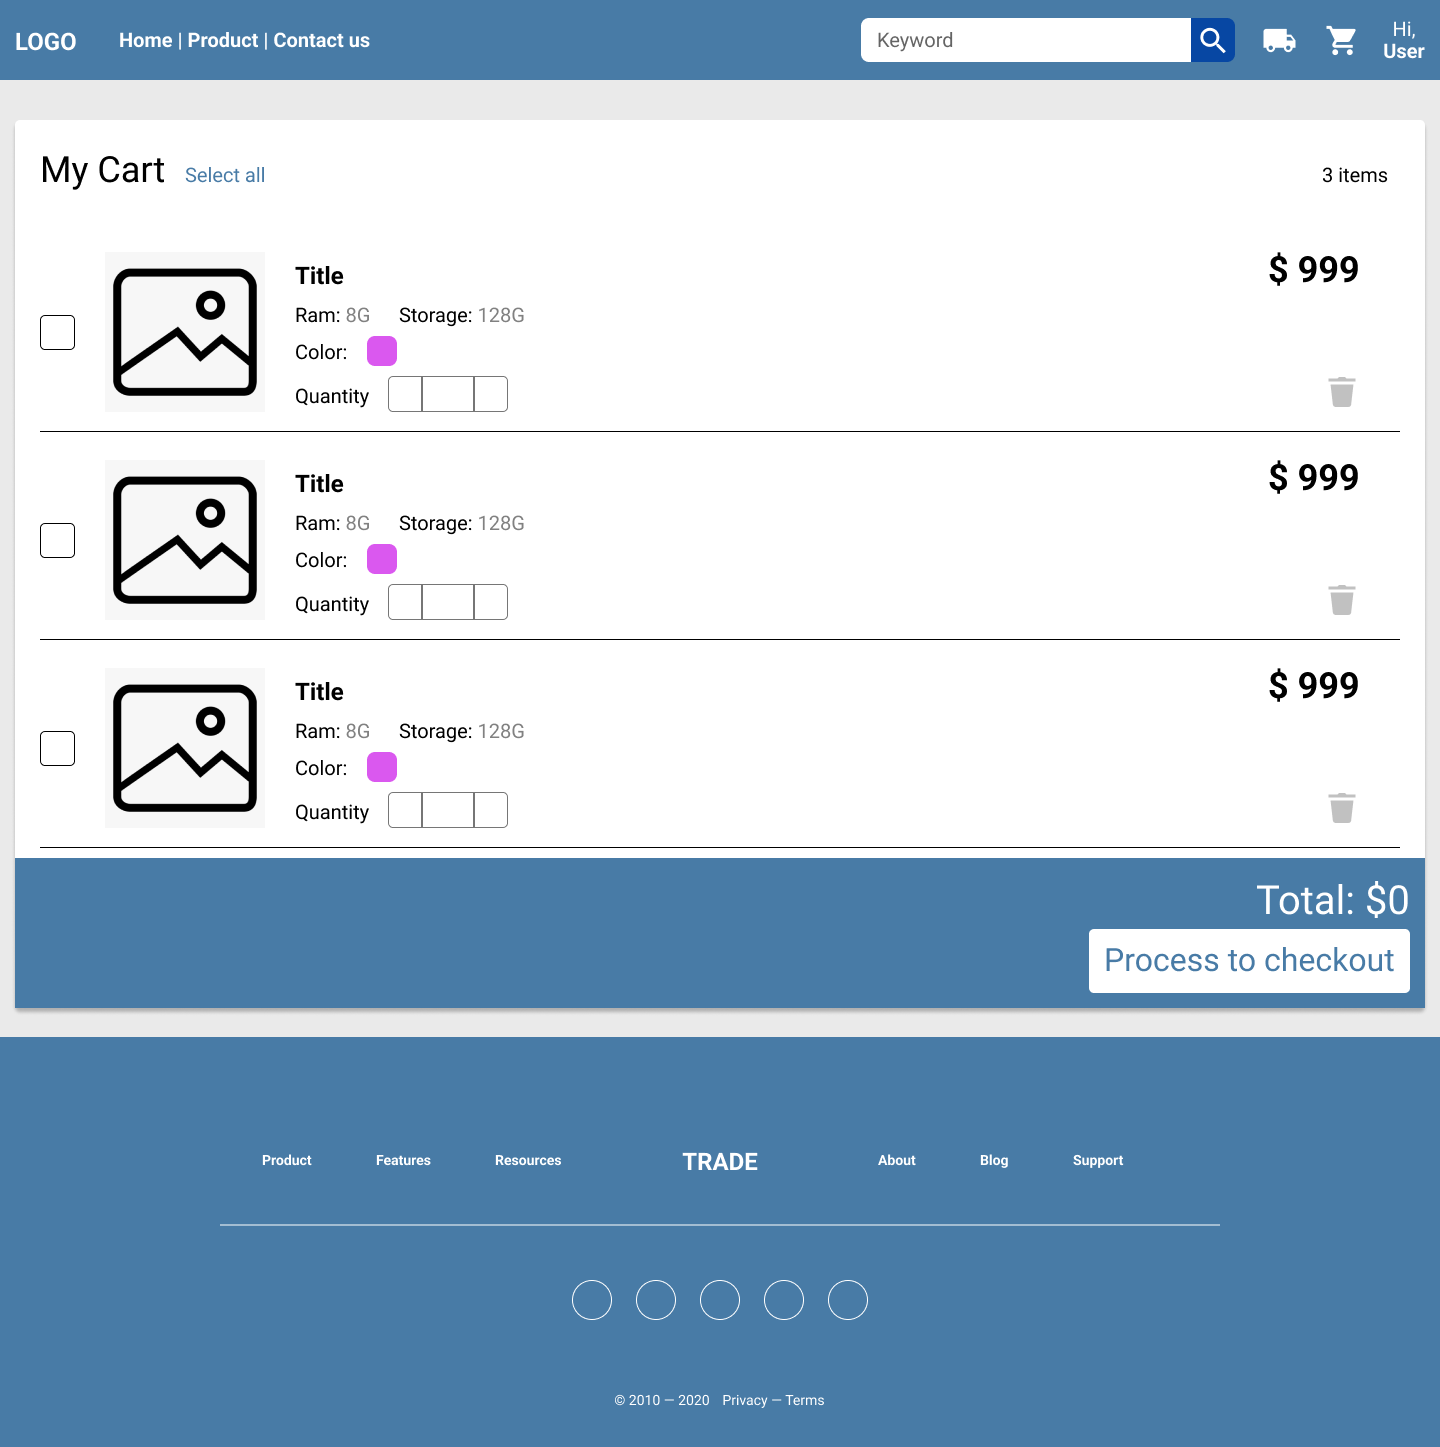 LOGO
Home | Product | Contact us
Keyword
Hi,
User
My Cart
Select all
3 items
Title
$ 999
Ram: 8G
Storage: 128G
Color:
Quantity
Title
$ 999
Ram: 8G
Storage: 128G
Color:
Quantity
Title
$ 999
Ram: 8G
Storage: 128G
Color:
Quantity
Total: $0
Process to checkout
Product
Features
Resources
TRADE
About
Blog
Support
© 2010 — 2020
Privacy — Terms